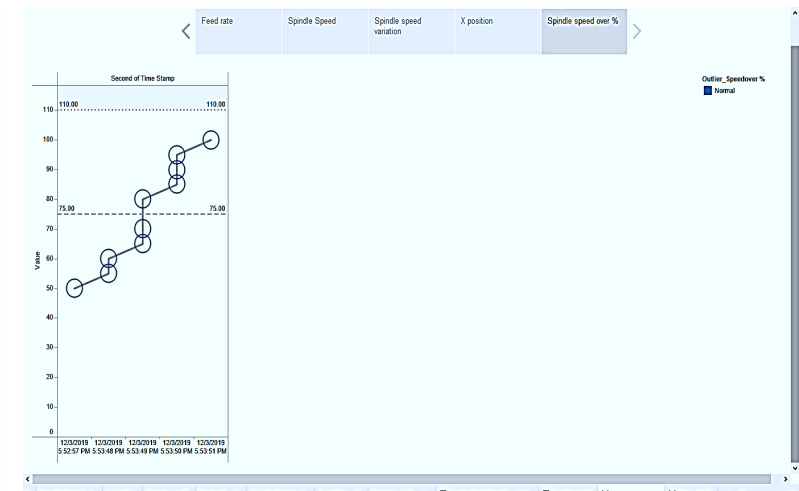 Feed rate
Spindle Speed
Spindle speed
variation
X position
Spindle speed over %
Second of Time Stamp
Outlier_Speedover %
Normal
110.00
110.00
75.00
75.00
Value
110
100
90
80
70
60
50
40
30
20
10
0
12/3/2019
5:52:57 PM
12/3/2019
5:53:48 PM
12/3/2019
5:53:49 PM
12/3/2019
5:53:50 PM
12/3/2019
5:53:51 PM